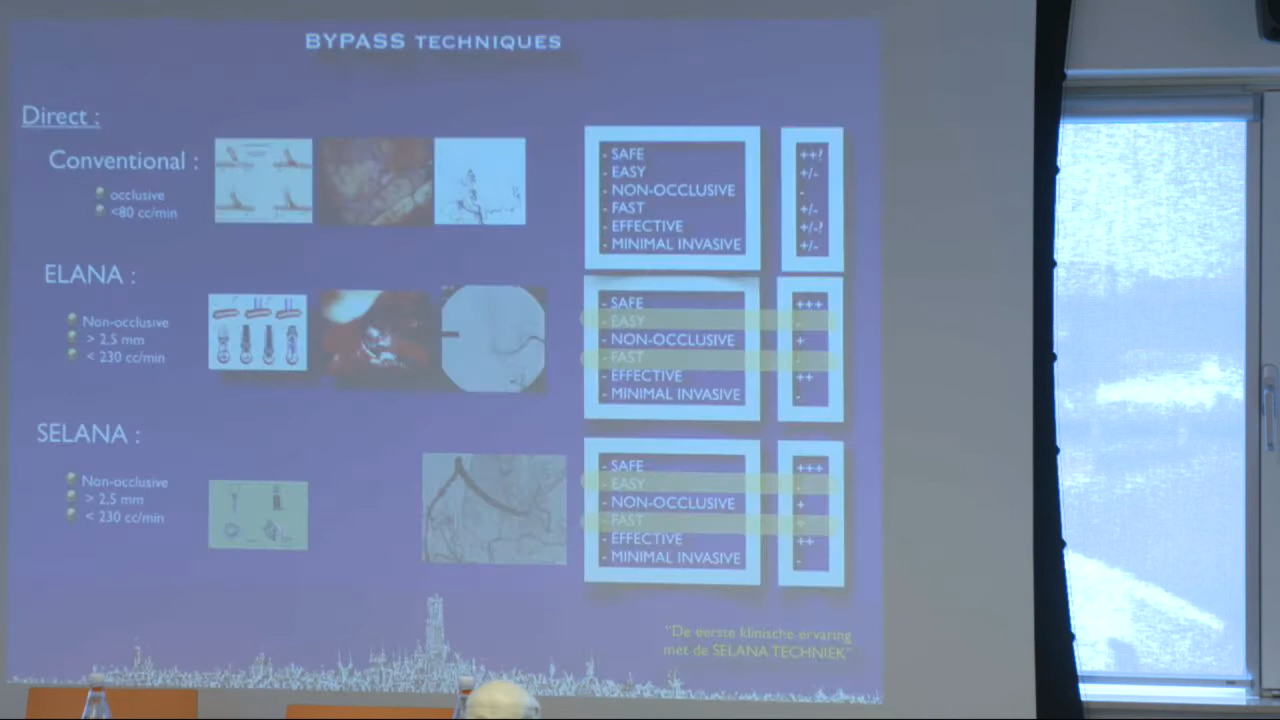 BYPASS TECHNIQUES
Direct :
Conventional :
occlusive
<80 cc/min
- SAFE ++?
- EASY +/-
- NON-OCCLUSIVE -
- FAST +/-
- EFFECTIVE +/-?
- MINIMAL INVASIVE +/-
ELANA :
Non-occlusive
> 2,5 mm
< 230 cc/min
- SAFE +++
- EASY -
- NON-OCCLUSIVE +
- FAST -
- EFFECTIVE ++
- MINIMAL INVASIVE -
SELANA :
Non-occlusive
> 2,5 mm
< 230 cc/min
- SAFE +++
- EASY -
- NON-OCCLUSIVE +
- FAST +
- EFFECTIVE ++
- MINIMAL INVASIVE -
"De eerste klinische ervaring
met de SELANA TECHNIEK"